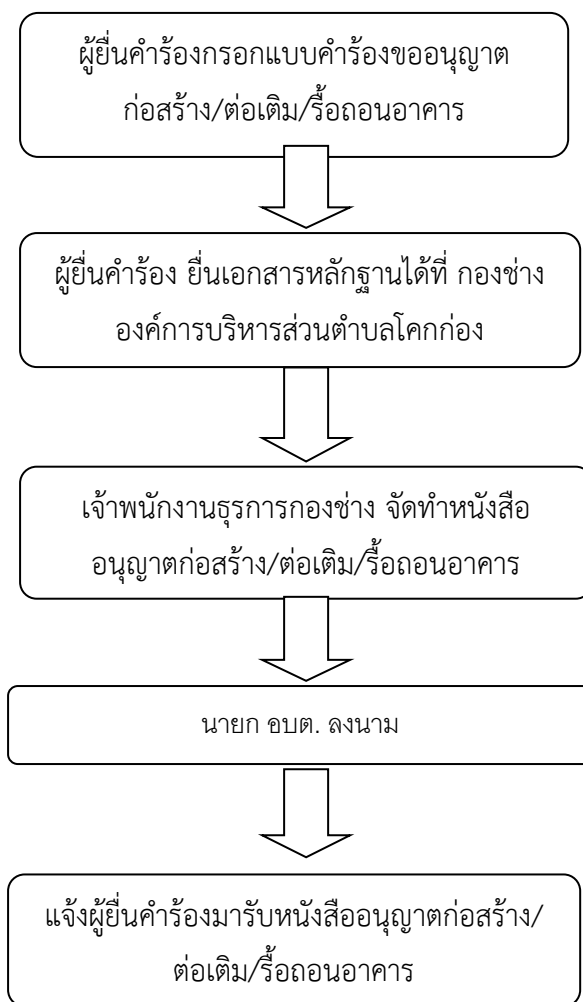 ผู้ยื่นคำร้องกรอกแบบคำร้องขออนุญาต
ก่อสร้าง/ต่อเติม/รื้อถอนอาคาร
ผู้ยื่นคำร้อง ยื่นเอกสารหลักฐานได้ที่ กองช่าง
องค์การบริหารส่วนตำบลโคกก่อง
เจ้าพนักงานธุรการกองช่าง จัดทำหนังสือ
อนุญาตก่อสร้าง/ต่อเติม/รื้อถอนอาคาร
นายก อบต. ลงนาม
แจ้งผู้ยื่นคำร้องมารับหนังสืออนุญาตก่อสร้าง/
ต่อเติม/รื้อถอนอาคาร